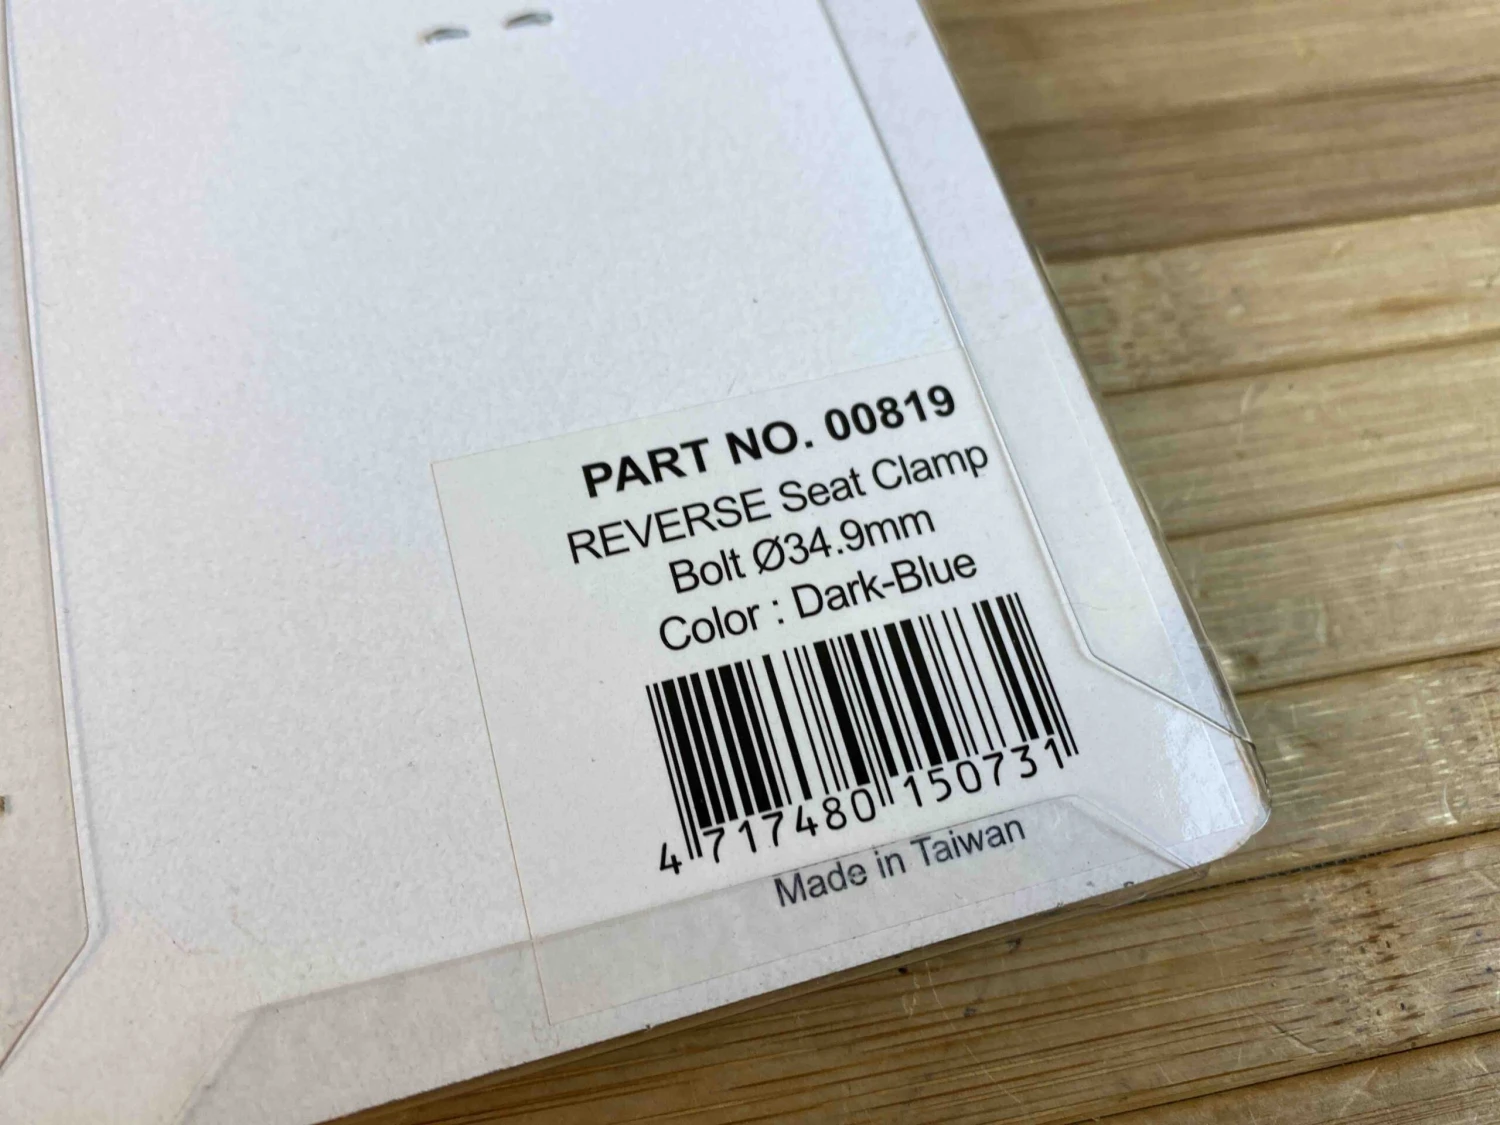 PART NO. 00819
REVERSE Seat Clamp
Bolt Ø34.9mm
Color : Dark-Blue
4 717480 150731
Made in Taiwan